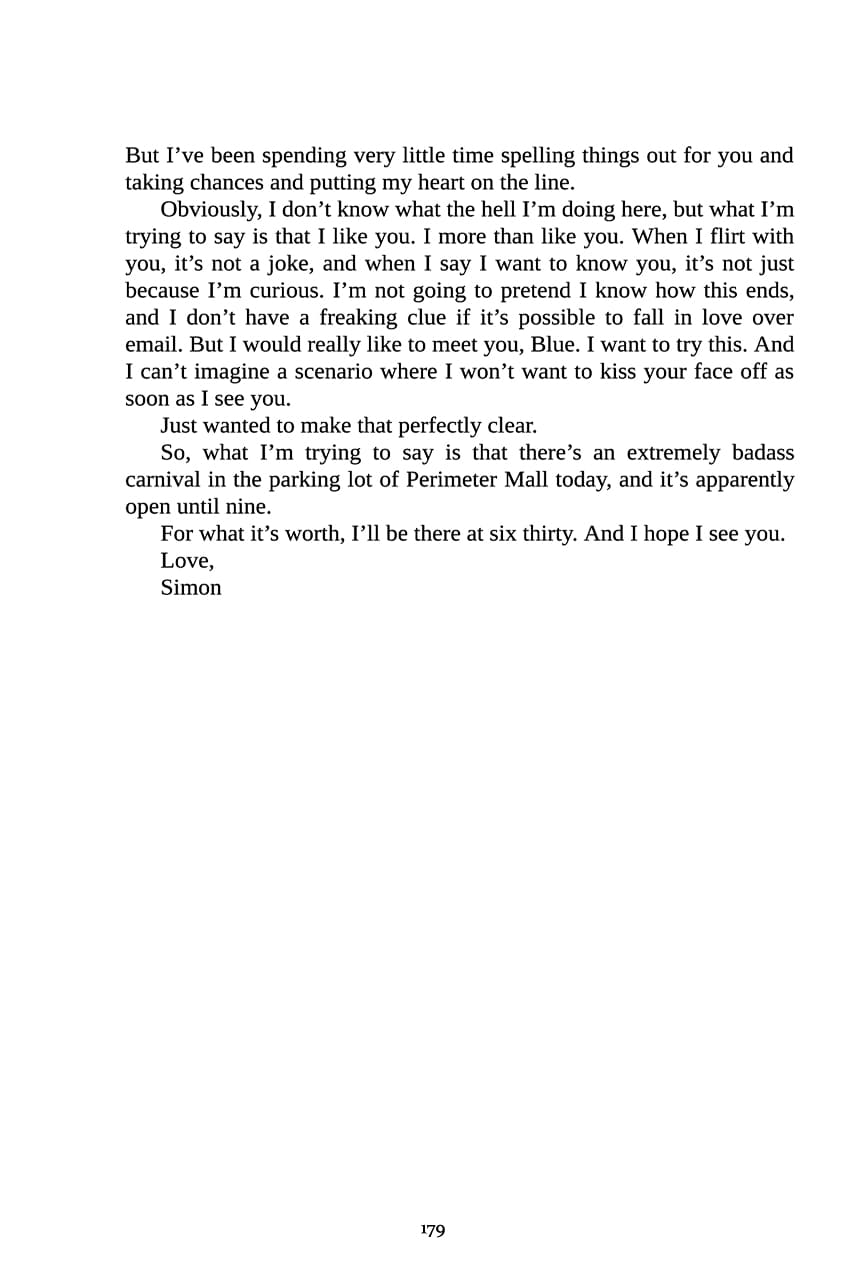 But I’ve been spending very little time spelling things out for you and
taking chances and putting my heart on the line.
Obviously, I don’t know what the hell I’m doing here, but what I’m
trying to say is that I like you. I more than like you. When I flirt with
you, it’s not a joke, and when I say I want to know you, it’s not just
because I’m curious. I’m not going to pretend I know how this ends,
and I don’t have a freaking clue if it’s possible to fall in love over
email. But I would really like to meet you, Blue. I want to try this. And
I can’t imagine a scenario where I won’t want to kiss your face off as
soon as I see you.
Just wanted to make that perfectly clear.
So, what I’m trying to say is that there’s an extremely badass
carnival in the parking lot of Perimeter Mall today, and it’s apparently
open until nine.
For what it’s worth, I’ll be there at six thirty. And I hope I see you.
Love,
Simon
179